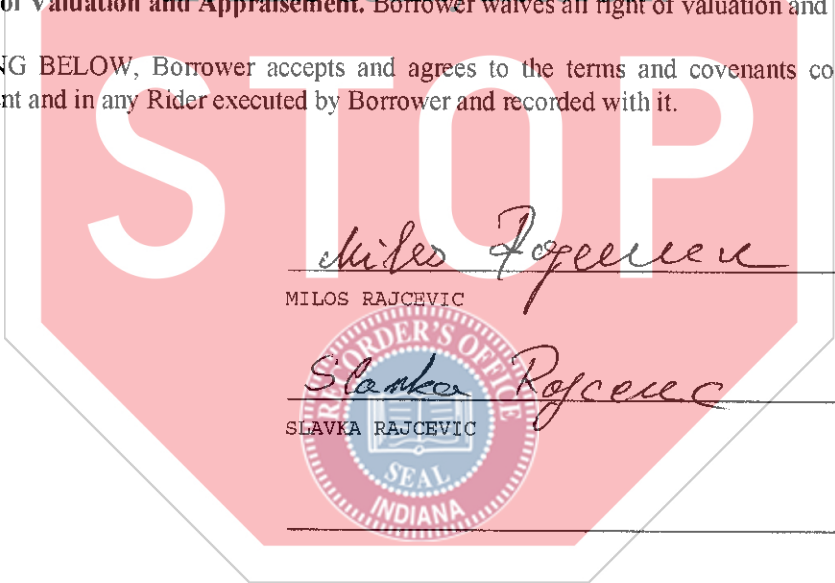 of Valuation and Appraisement. Borrower waives all right of valuation and
NG BELOW, Borrower accepts and agrees to the terms and covenants co
nt and in any Rider executed by Borrower and recorded with it.
STOP
Milos
MILOS RAJCEVIC
RECORDER'S OFFICE
Slavka
SLAVKA RAJCEVIC
SEAL
INDIANA